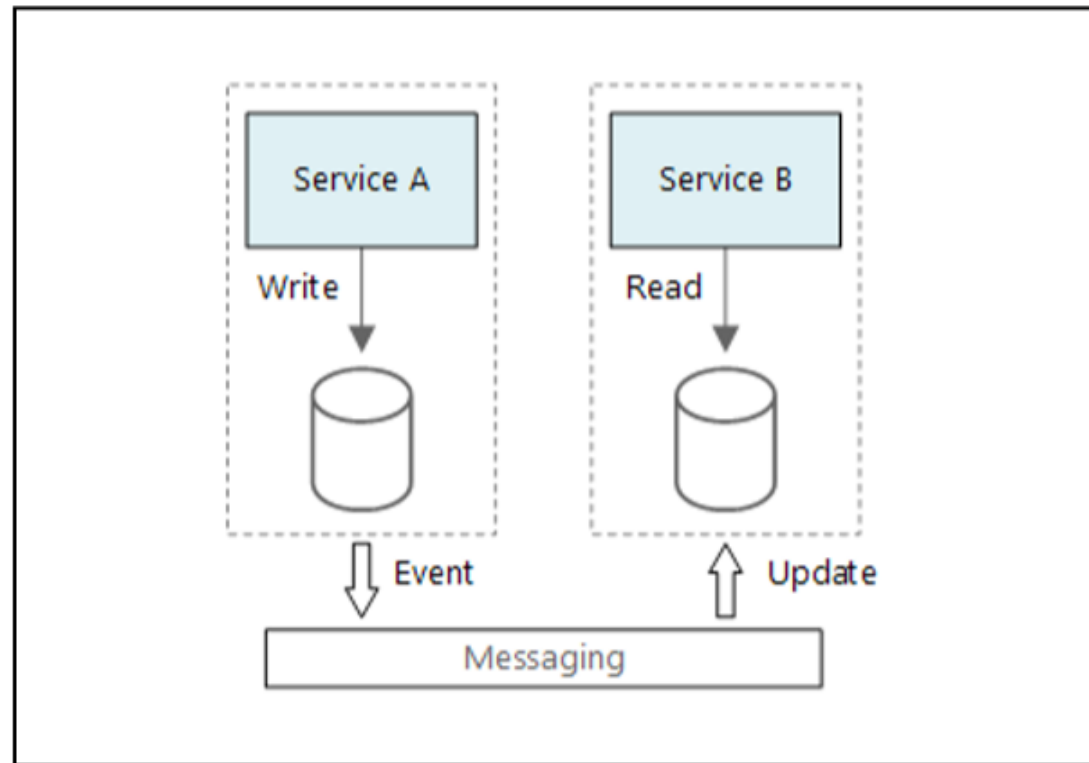 Service A
Service B
Write
Read
Event
Update
Messaging